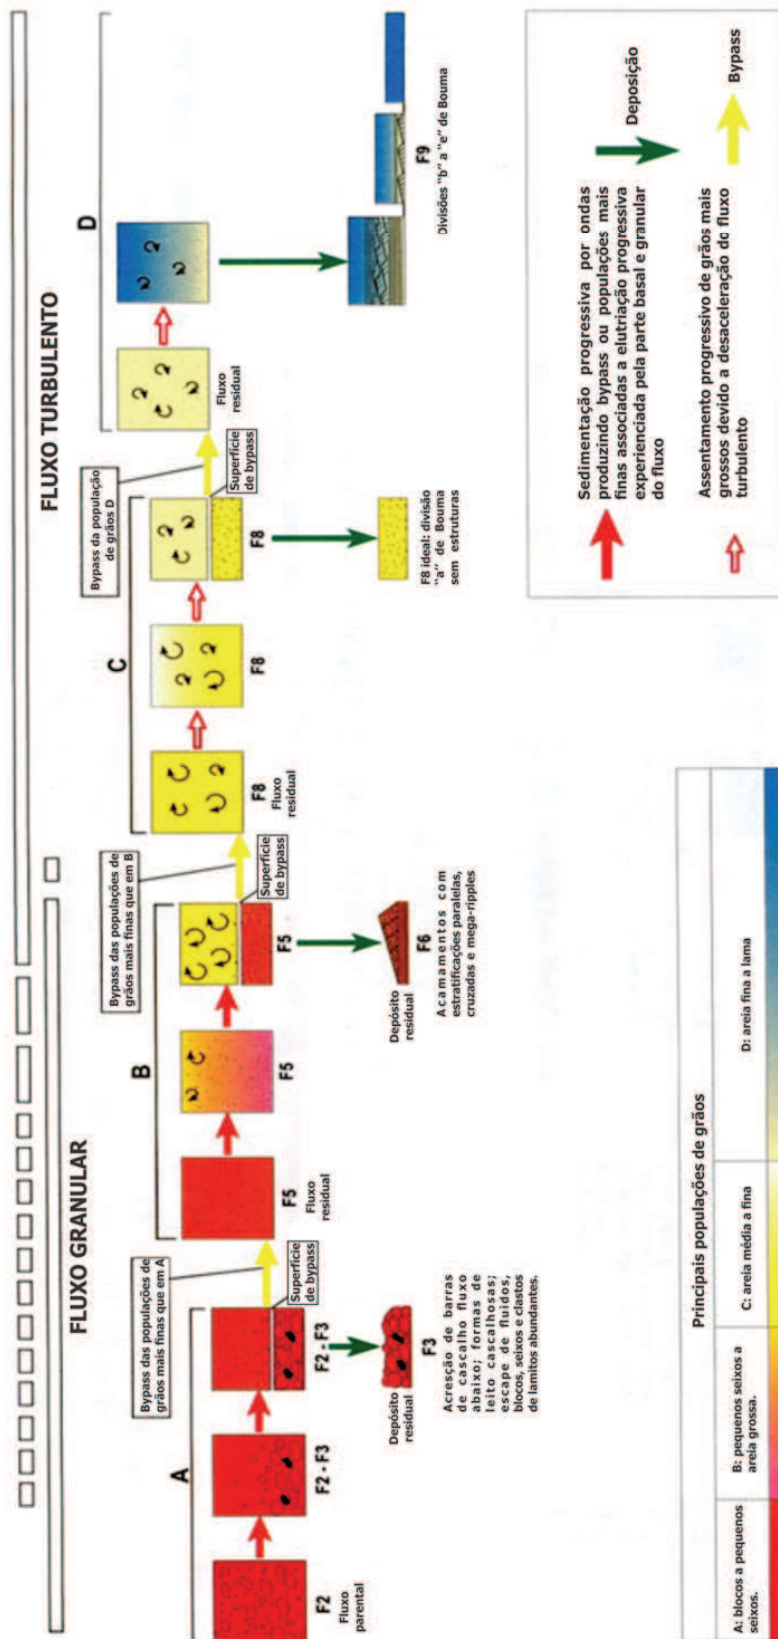 FLUXO GRANULAR
FLUXO TURBULENTO
A
F2
Fluxo
parental
F2 - F3
F2 - F3
Bypass das populações de
grãos mais finas que em A
Superfície
de bypass
Depósito
residual
F3
Acresção de barras
de cascalho fluxo
abaixo; formas de
leito cascalhosas;
escape de fluidos,
blocos, seixos e clastos
de lamitos abundantes.
B
F5
Fluxo
residual
F5
F5
Bypass das populações de
grãos mais finas que em B
Superfície
de bypass
Depósito
residual
F6
Acamamentos com
estratificações paralelas,
cruzadas e mega-ripples
C
F8
Fluxo
residual
F8
F8
Bypass da população
de grãos D
Superfície
de bypass
F8 ideal: divisão
"a" de Bouma
sem estruturas
D
Fluxo
residual
F9
Divisões "b" a "e" de Bouma
Principais populações de grãos
A: blocos a pequenos
seixos.
B: pequenos seixos a
areia grossa.
C: areia média a fina
D: areia fina a lama
Sedimentação progressiva por ondas
produzindo bypass ou populações mais
finas associadas a elutriação progressiva
experienciada pela parte basal e granular
do fluxo
Deposição
Assentamento progressivo de grãos mais
grossos devido a desaceleração do fluxo
turbulento
Bypass